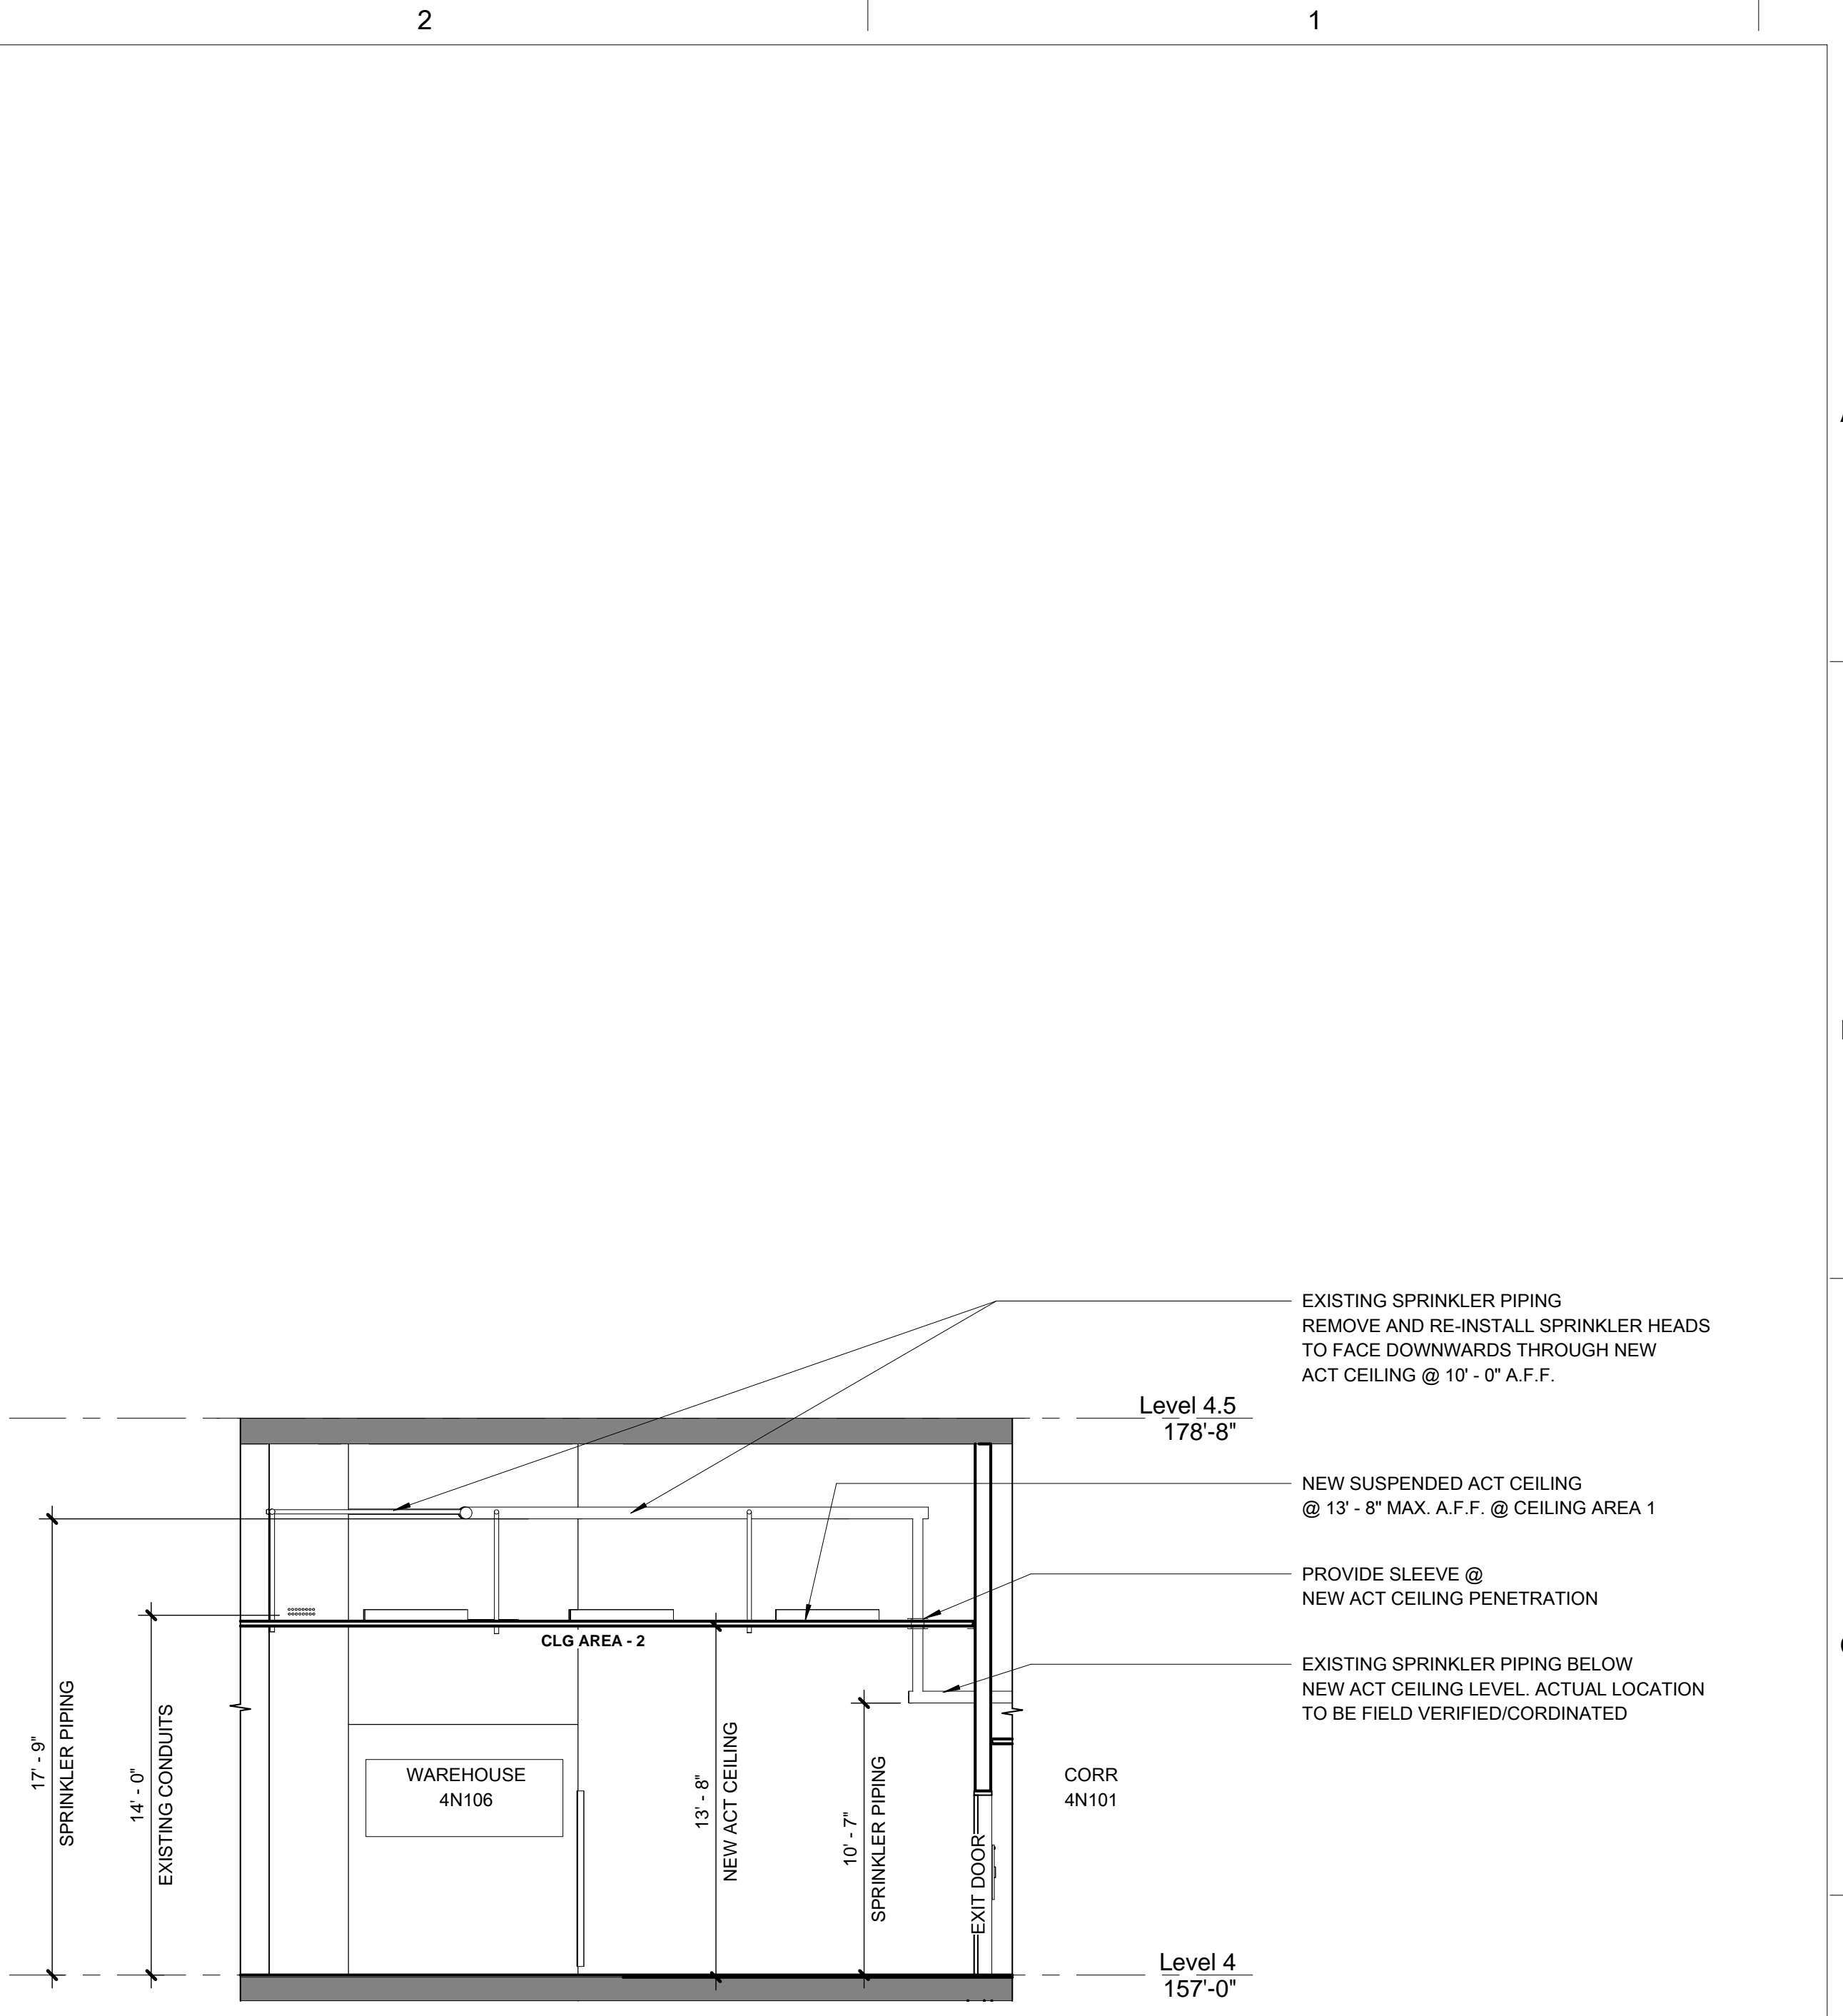 2
1
EXISTING SPRINKLER PIPING
REMOVE AND RE-INSTALL SPRINKLER HEADS
TO FACE DOWNWARDS THROUGH NEW
ACT CEILING @ 10' - 0" A.F.F.
Level 4.5
178'-8"
NEW SUSPENDED ACT CEILING
@ 13' - 8" MAX. A.F.F. @ CEILING AREA 1
PROVIDE SLEEVE @
NEW ACT CEILING PENETRATION
CLG AREA - 2
EXISTING SPRINKLER PIPING BELOW
NEW ACT CEILING LEVEL. ACTUAL LOCATION
TO BE FIELD VERIFIED/CORDINATED
17' - 9"
SPRINKLER PIPING
14' - 0"
EXISTING CONDUITS
WAREHOUSE
4N106
13' - 8"
NEW ACT CEILING
10' - 7"
SPRINKLER PIPING
EXIT DOOR
CORR
4N101
Level 4
157'-0"